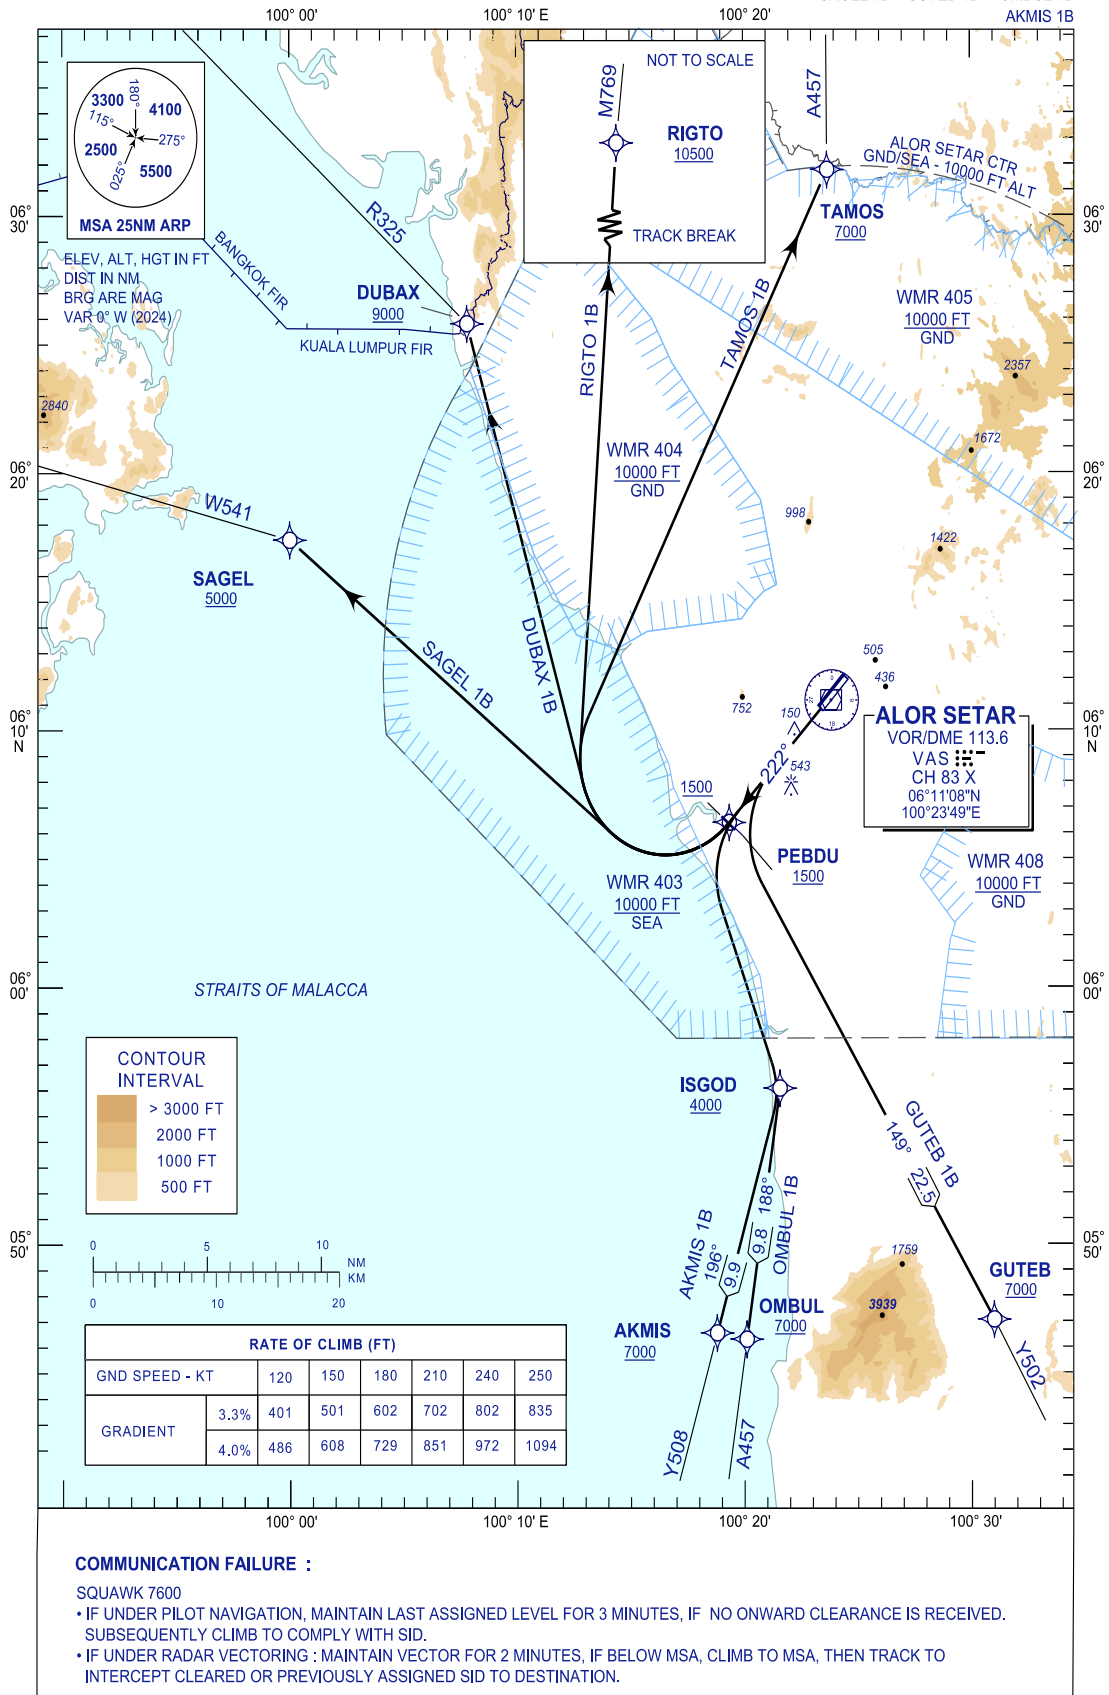 AKMIS 1B
100° 00'
100° 10' E
100° 20'
3300
180°
4100
115°
275°
2500
025°
5500
MSA 25NM ARP
ELEV, ALT, HGT IN FT
DIST IN NM
BRG ARE MAG
VAR 0° W (2024)
NOT TO SCALE
M769
RIGTO
10500
TRACK BREAK
A457
ALOR SETAR CTR
GND/SEA - 10000 FT ALT
TAMOS
7000
06°
30'
06°
30'
R325
BANGKOK FIR
KUALA LUMPUR FIR
DUBAX
9000
RIGTO 1B
TAMOS 1B
WMR 405
10000 FT
GND
2357
2840
1672
WMR 404
10000 FT
GND
06°
20'
06°
20'
W541
998
1422
SAGEL
5000
SAGEL 1B
DUBAX 1B
505
436
752
150
543
222°
06°
10'
N
06°
10'
N
ALOR SETAR
VOR/DME 113.6
VAS
CH 83 X
06°11'08"N
100°23'49"E
1500
PEBDU
1500
WMR 403
10000 FT
SEA
WMR 408
10000 FT
GND
STRAITS OF MALACCA
06°
00'
06°
00'
CONTOUR
INTERVAL
> 3000 FT
2000 FT
1000 FT
500 FT
ISGOD
4000
GUTEB 1B
149°
22.5
AKMIS 1B
196°
9.9
188°
9.8
OMBUL 1B
05°
50'
05°
50'
0 5 10
NM
KM
0 10 20
1759
3939
GUTEB
7000
OMBUL
7000
AKMIS
7000
Y502
Y508
A457
RATE OF CLIMB (FT)
GND SPEED - KT 120 150 180 210 240 250
GRADIENT
3.3% 401 501 602 702 802 835
4.0% 486 608 729 851 972 1094
100° 00'
100° 10' E
100° 20'
100° 30'
COMMUNICATION FAILURE :
SQUAWK 7600
• IF UNDER PILOT NAVIGATION, MAINTAIN LAST ASSIGNED LEVEL FOR 3 MINUTES, IF NO ONWARD CLEARANCE IS RECEIVED.
SUBSEQUENTLY CLIMB TO COMPLY WITH SID.
• IF UNDER RADAR VECTORING : MAINTAIN VECTOR FOR 2 MINUTES, IF BELOW MSA, CLIMB TO MSA, THEN TRACK TO
INTERCEPT CLEARED OR PREVIOUSLY ASSIGNED SID TO DESTINATION.